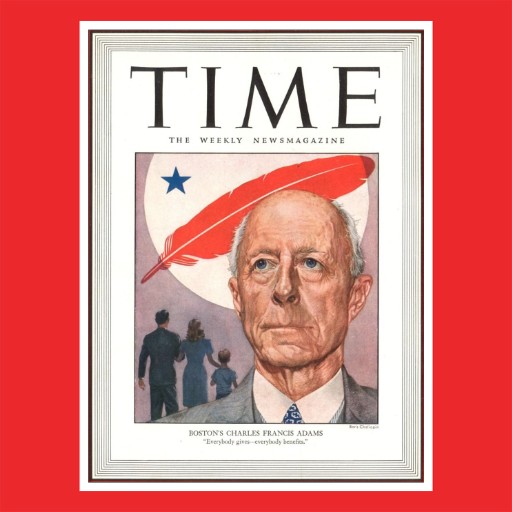 TIME
THE WEEKLY NEWSMAGAZINE
BOSTON'S CHARLES FRANCIS ADAMS
"Everybody gives—everybody benefits."